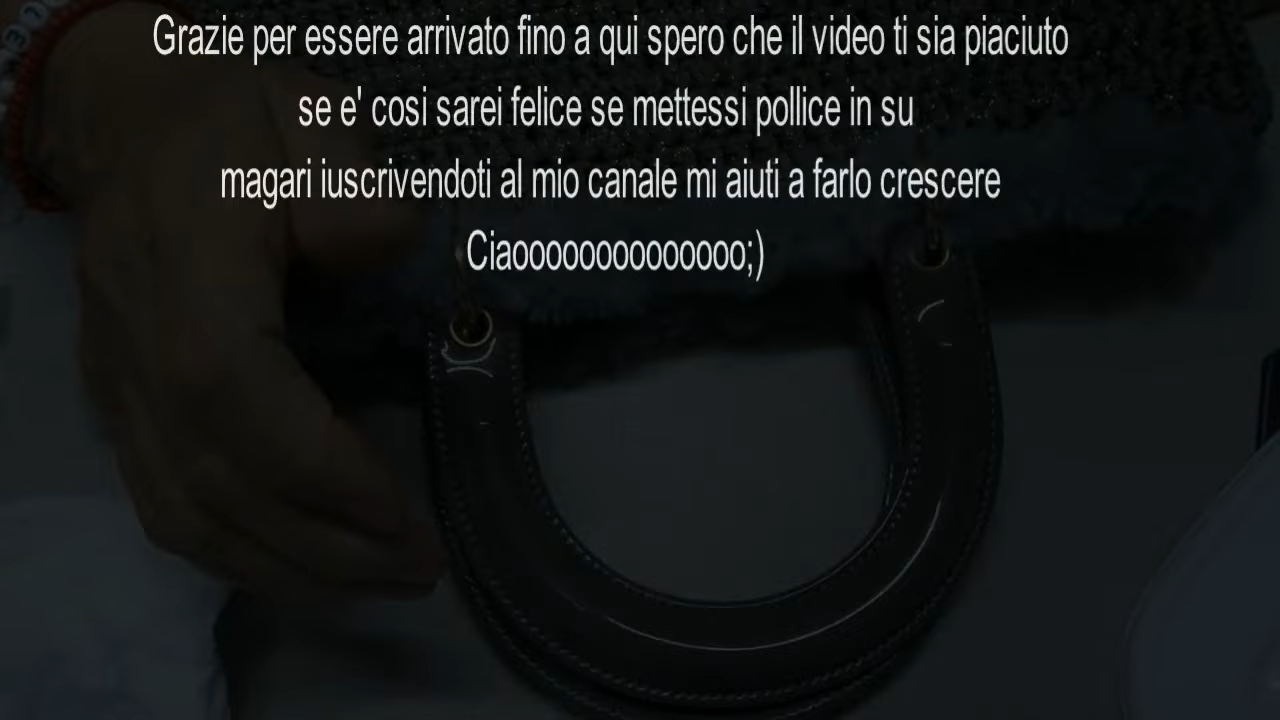 Grazie per essere arrivato fino a qui spero che il video ti sia piaciuto
se e' cosi sarei felice se mettessi pollice in su
magari iuscrivendoti al mio canale mi aiuti a farlo crescere
Ciaoooooooooooooo;)